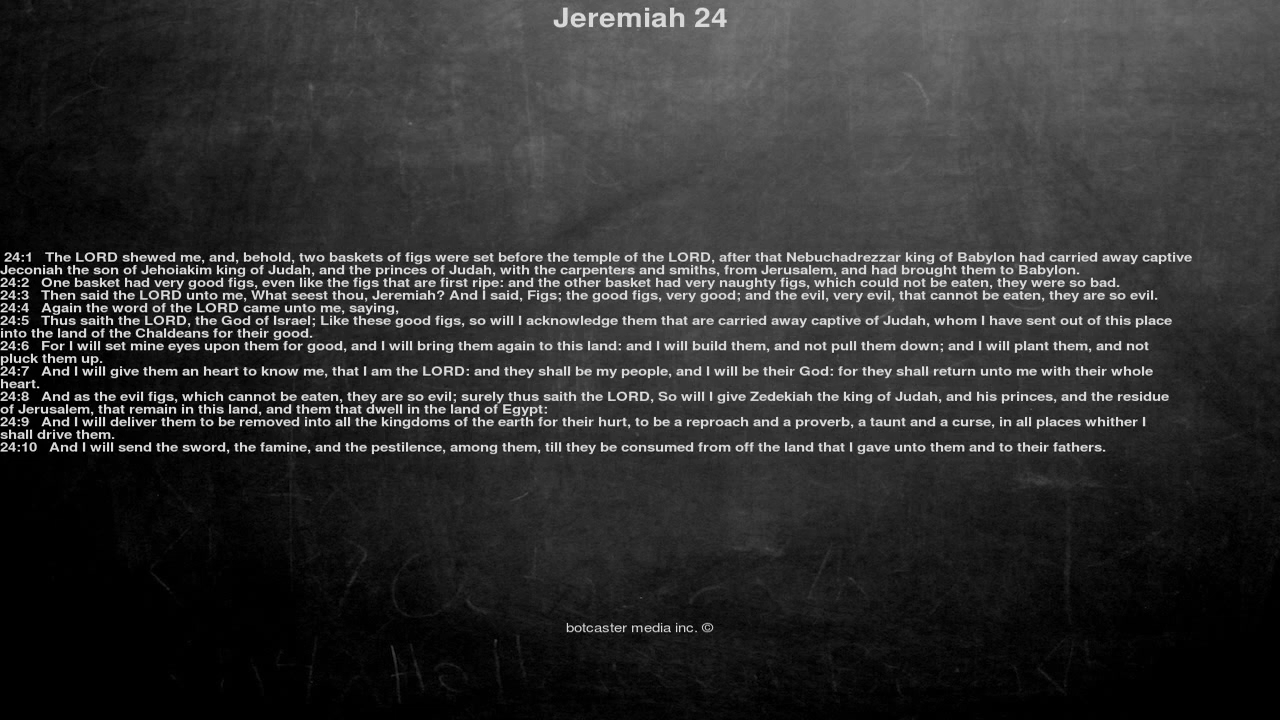 Jeremiah 24
24:1 The LORD shewed me, and, behold, two baskets of figs were set before the temple of the LORD, after that Nebuchadrezzar king of Babylon had carried away captive
Jeconiah the son of Jehoiakim king of Judah, and the princes of Judah, with the carpenters and smiths, from Jerusalem, and had brought them to Babylon.
24:2 One basket had very good figs, even like the figs that are first ripe: and the other basket had very naughty figs, which could not be eaten, they were so bad.
24:3 Then said the LORD unto me, What seest thou, Jeremiah? And I said, Figs; the good figs, very good; and the evil, very evil, that cannot be eaten, they are so evil.
24:4 Again the word of the LORD came unto me, saying,
24:5 Thus saith the LORD, the God of Israel; Like these good figs, so will I acknowledge them that are carried away captive of Judah, whom I have sent out of this place
into the land of the Chaldeans for their good.
24:6 For I will set mine eyes upon them for good, and I will bring them again to this land: and I will build them, and not pull them down; and I will plant them, and not
pluck them up.
24:7 And I will give them an heart to know me, that I am the LORD: and they shall be my people, and I will be their God: for they shall return unto me with their whole
heart.
24:8 And as the evil figs, which cannot be eaten, they are so evil; surely thus saith the LORD, So will I give Zedekiah the king of Judah, and his princes, and the residue
of Jerusalem, that remain in this land, and them that dwell in the land of Egypt:
24:9 And I will deliver them to be removed into all the kingdoms of the earth for their hurt, to be a reproach and a proverb, a taunt and a curse, in all places whither I
shall drive them.
24:10 And I will send the sword, the famine, and the pestilence, among them, till they be consumed from off the land that I gave unto them and to their fathers.
botcaster media inc. ©